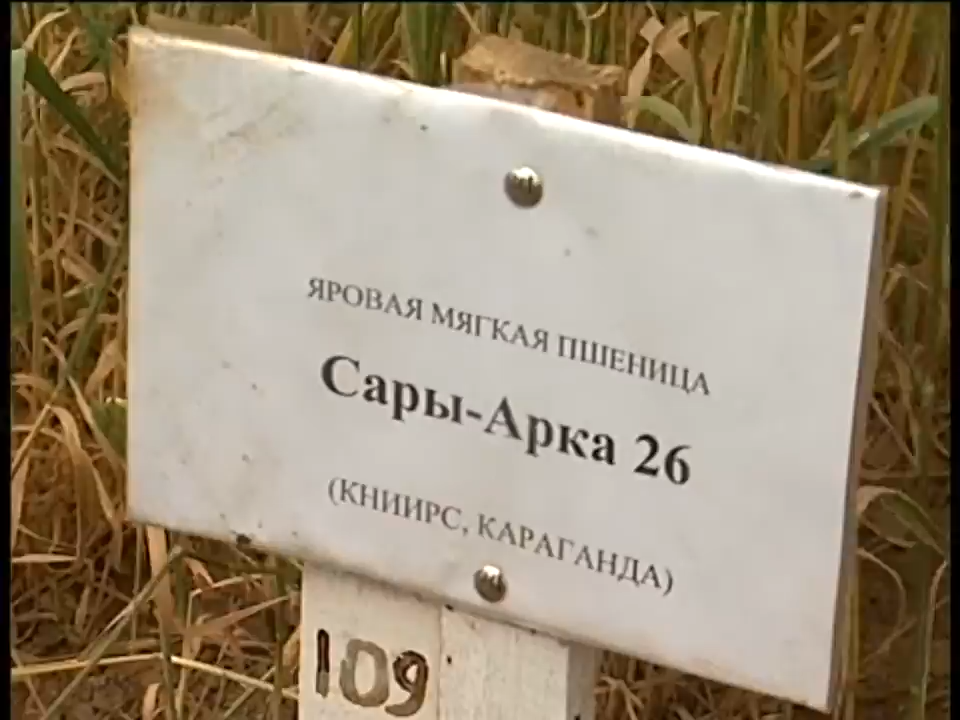 ЯРОВАЯ МЯГКАЯ ПШЕНИЦА
Сары-Арка 26
(КНИИРС, КАРАГАНДА)
109